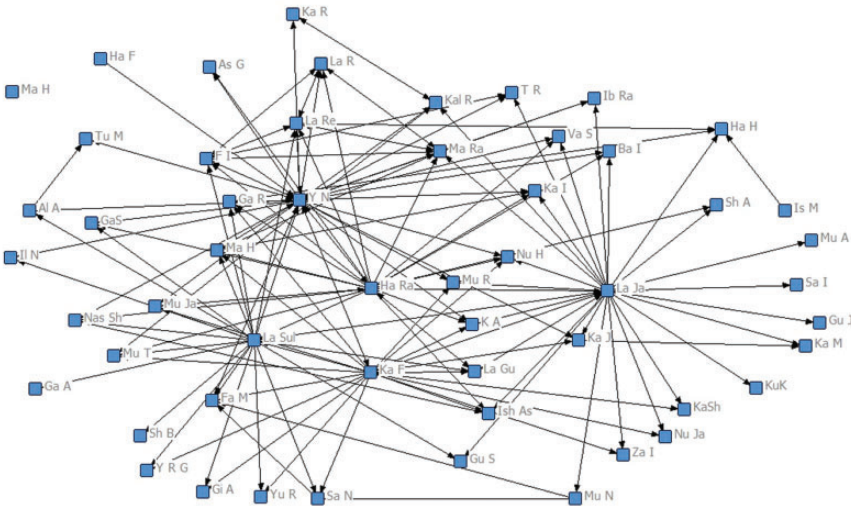 Ka R
Ha F
As G
La R
Ma H
Kal R
T R
Ib Ra
La Re
Tu M
Va S
Ha H
F I
Ma Ra
Ba I
Ga R
Y N
Ka I
Al A
Sh A
Is M
GaS
Ma H
Mu A
Il N
Nu H
Ha Ra
Mu R
La Ja
Sa I
Mu Ja
Nas Sh
K A
Gu J
La Sul
Ka J
Ka M
Mu T
Ka F
La Gu
Ga A
KuK
Fa M
Ish As
KaSh
Sh B
Nu Ja
Y R G
Gu S
Za I
Gi A
Yu R
Sa N
Mu N